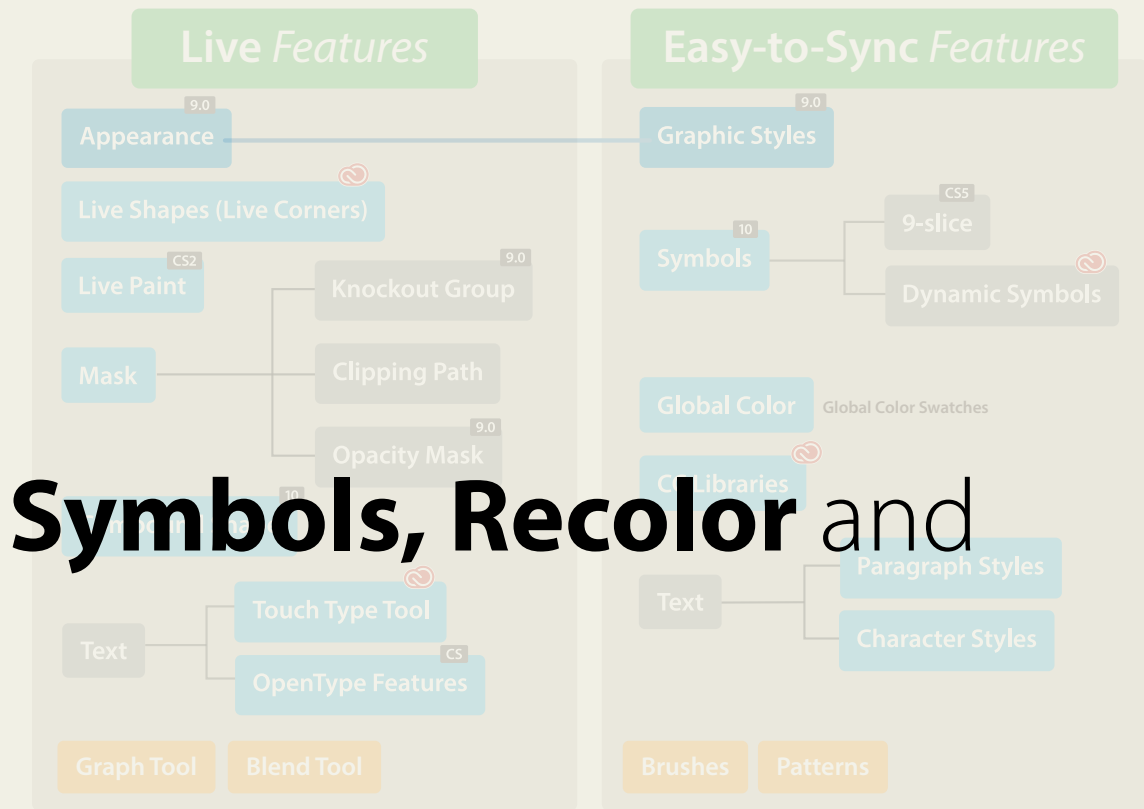 Live Features
9.0
Appearance
Live Shapes (Live Corners)
CS2
Live Paint
9.0
Knockout Group
Mask
Clipping Path
9.0
Opacity Mask
10
Text
Touch Type Tool
CS
OpenType Features
Graph Tool
Blend Tool
Easy-to-Sync Features
9.0
Graphic Styles
CS5
9-slice
10
Symbols
Dynamic Symbols
Global Color
Global Color Swatches
CC Libraries
Text
Paragraph Styles
Character Styles
Brushes
Patterns
Symbols, Recolor and